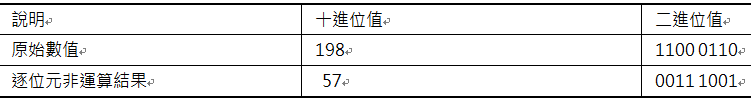 說明 十進位值 二進位值
原始數值 198 1100 0110
逐位元非運算結果 57 0011 1001